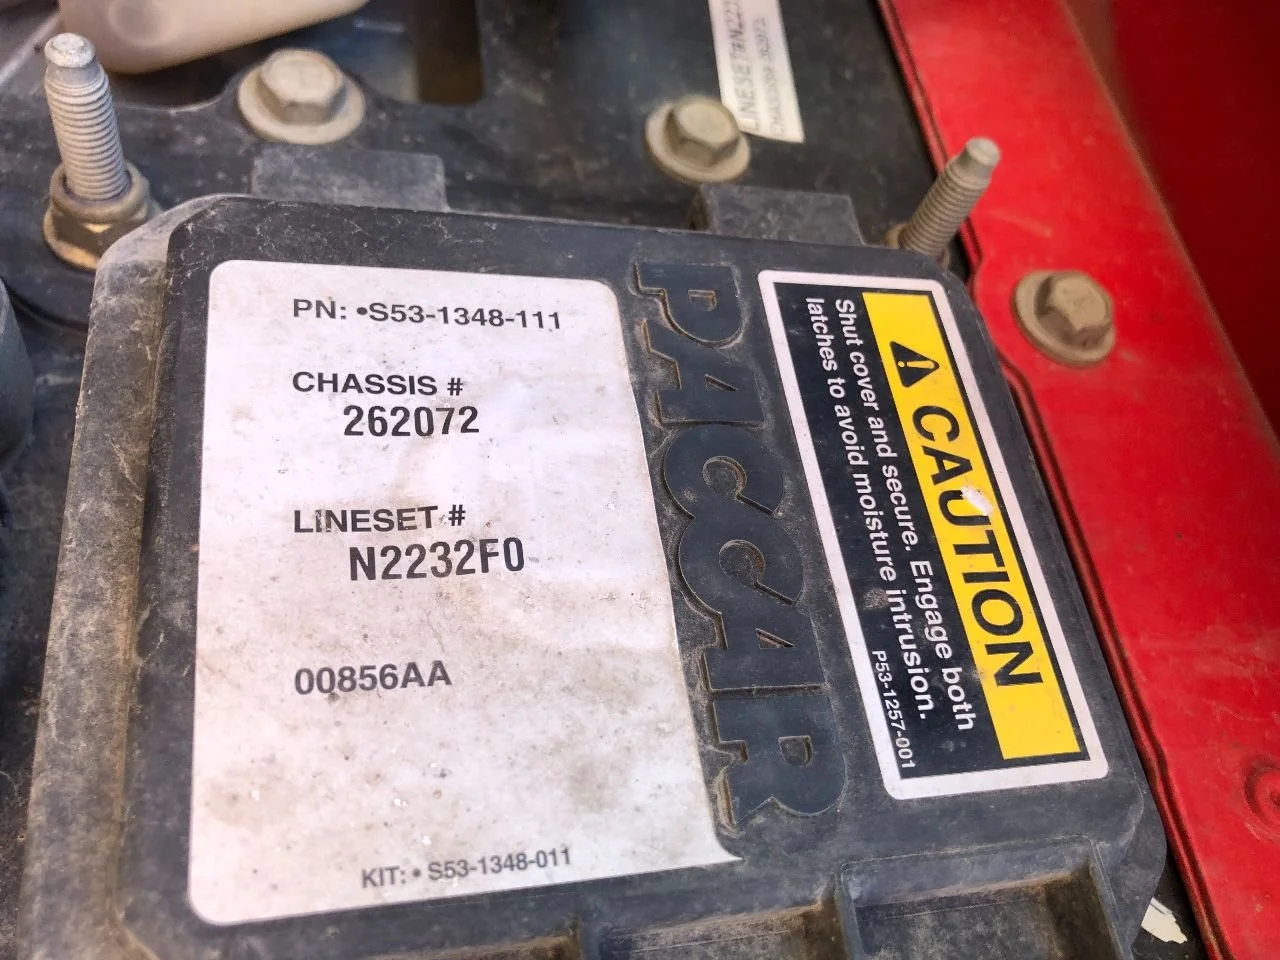 PN: •S53-1348-111
CHASSIS #
262072
LINESET #
N2232F0
00856AA
KIT: • S53-1348-011
PACCAR
CAUTION
Shut cover and secure. Engage both
latches to avoid moisture intrusion.
P53-1257-001